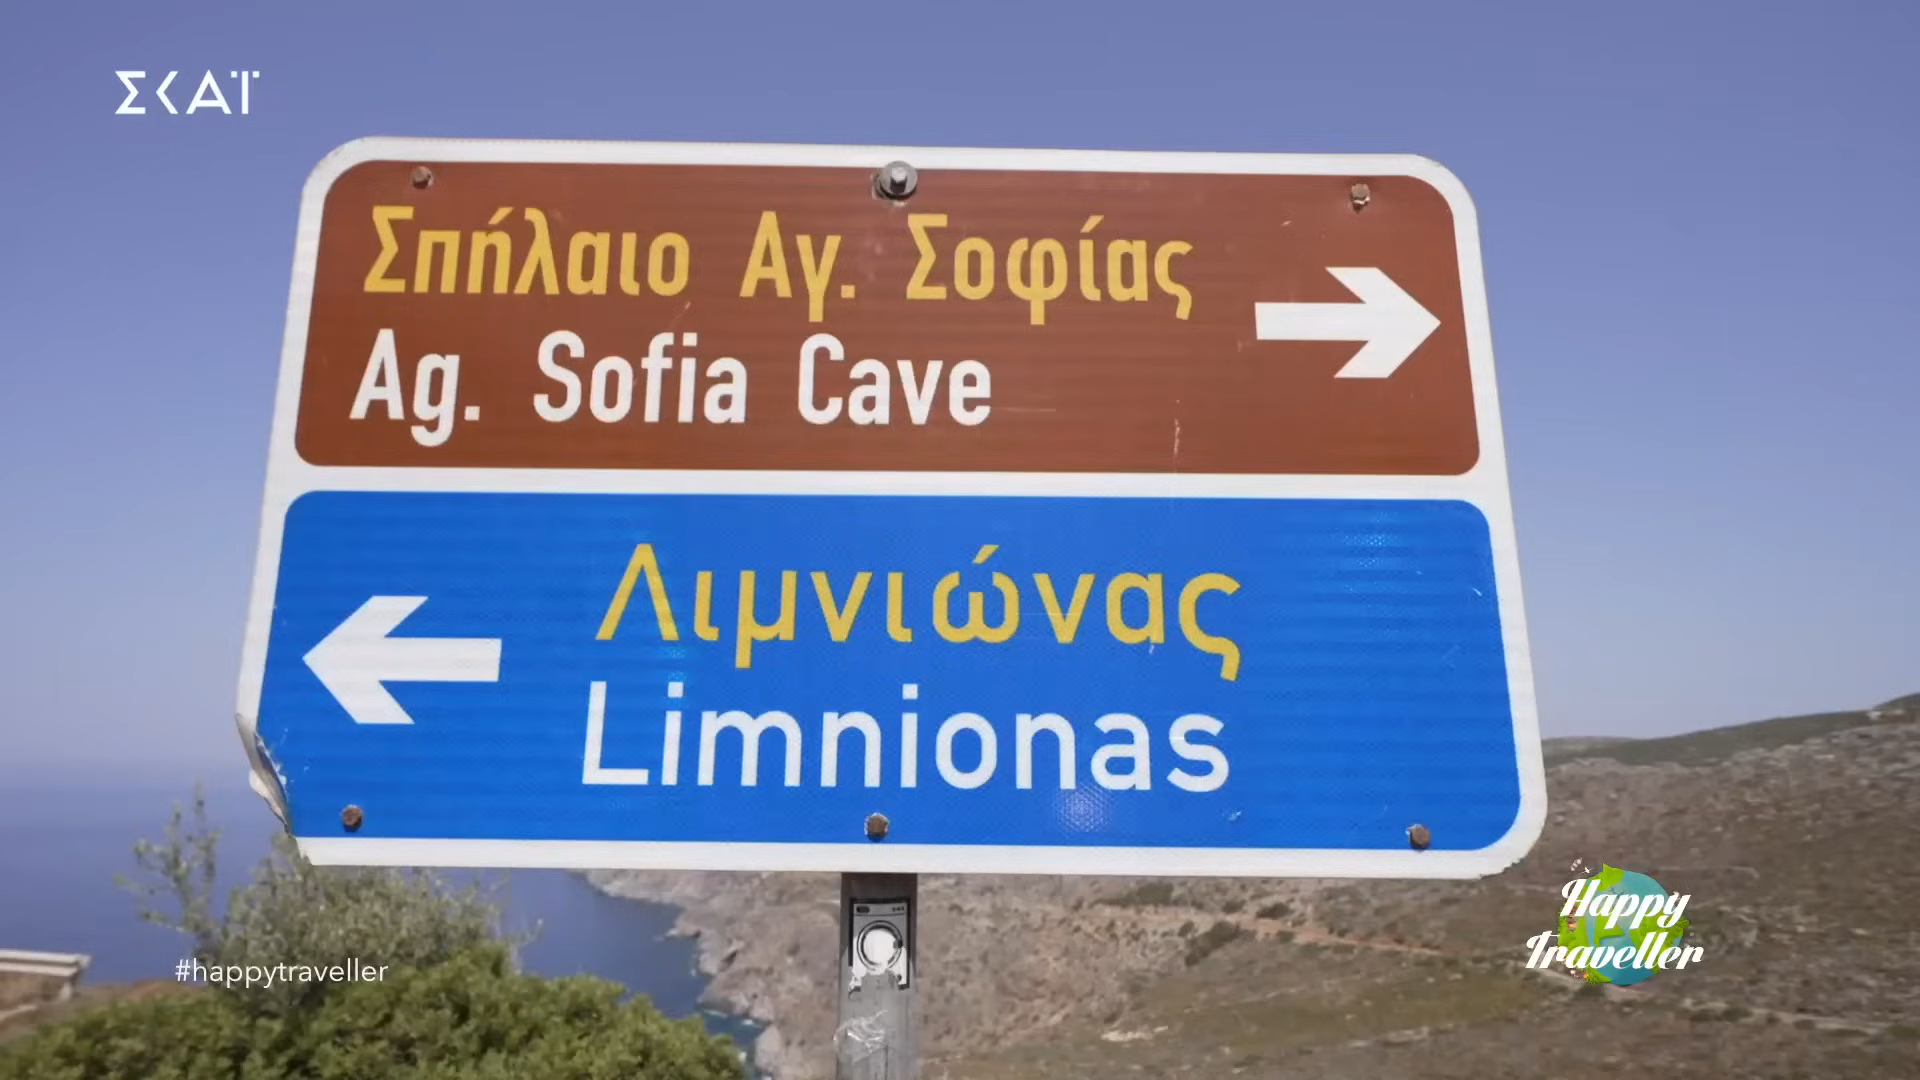 ΣΚΑΪ
Σπήλαιο Αγ. Σοφίας
Ag. Sofia Cave
Λιμνιώνας
Limnionas
#happytraveller
Happy
Traveller